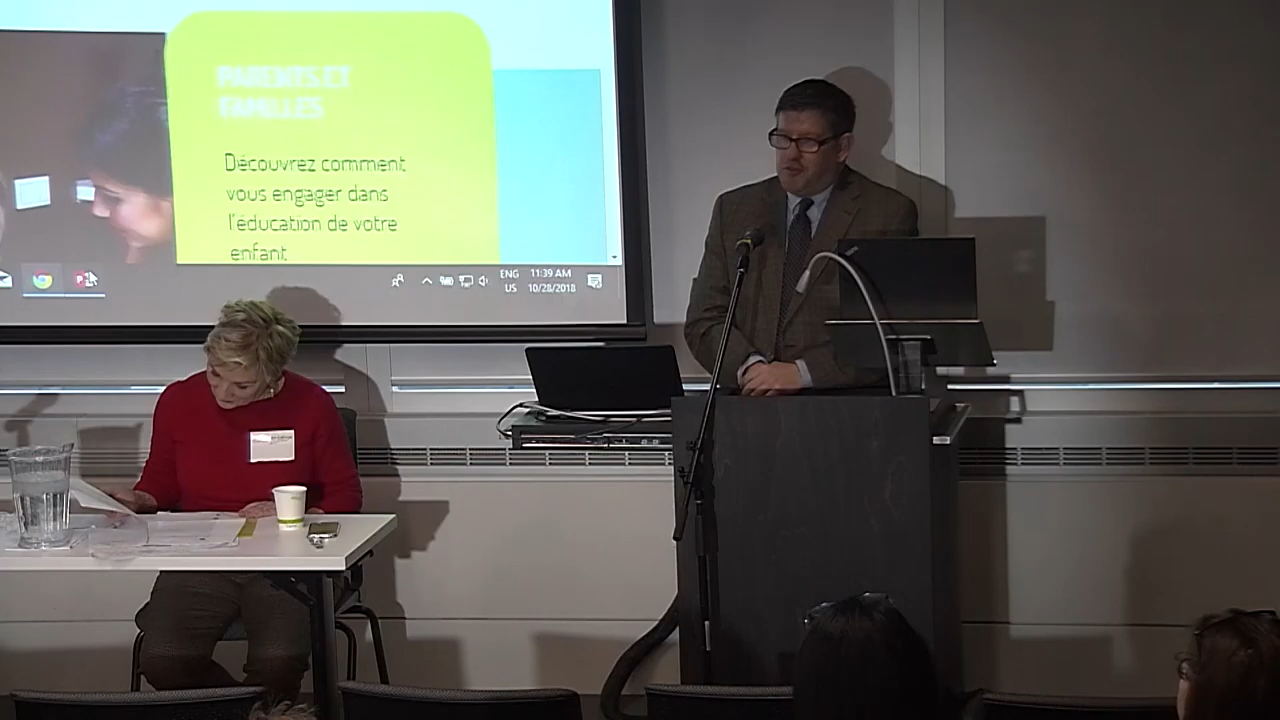 PARENTS ET
FAMILLES
Découvrez comment
vous engager dans
l'éducation de votre
enfant
ENG 11:39 AM
US 10/28/2018